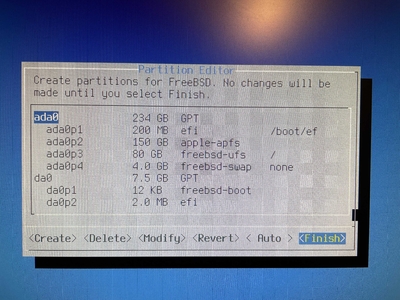 Partition Editor
Create partitions for FreeBSD. No changes will be
made until you select Finish.
ada0 234 GB GPT
ada0p1 200 MB efi /boot/ef
ada0p2 150 GB apple-apfs
ada0p3 80 GB freebsd-ufs /
ada0p4 4.0 GB freebsd-swap none
da0 7.5 GB GPT
da0p1 12 KB freebsd-boot
da0p2 2.0 MB efi
<Create> <Delete> <Modify> <Revert> < Auto > <Finish>